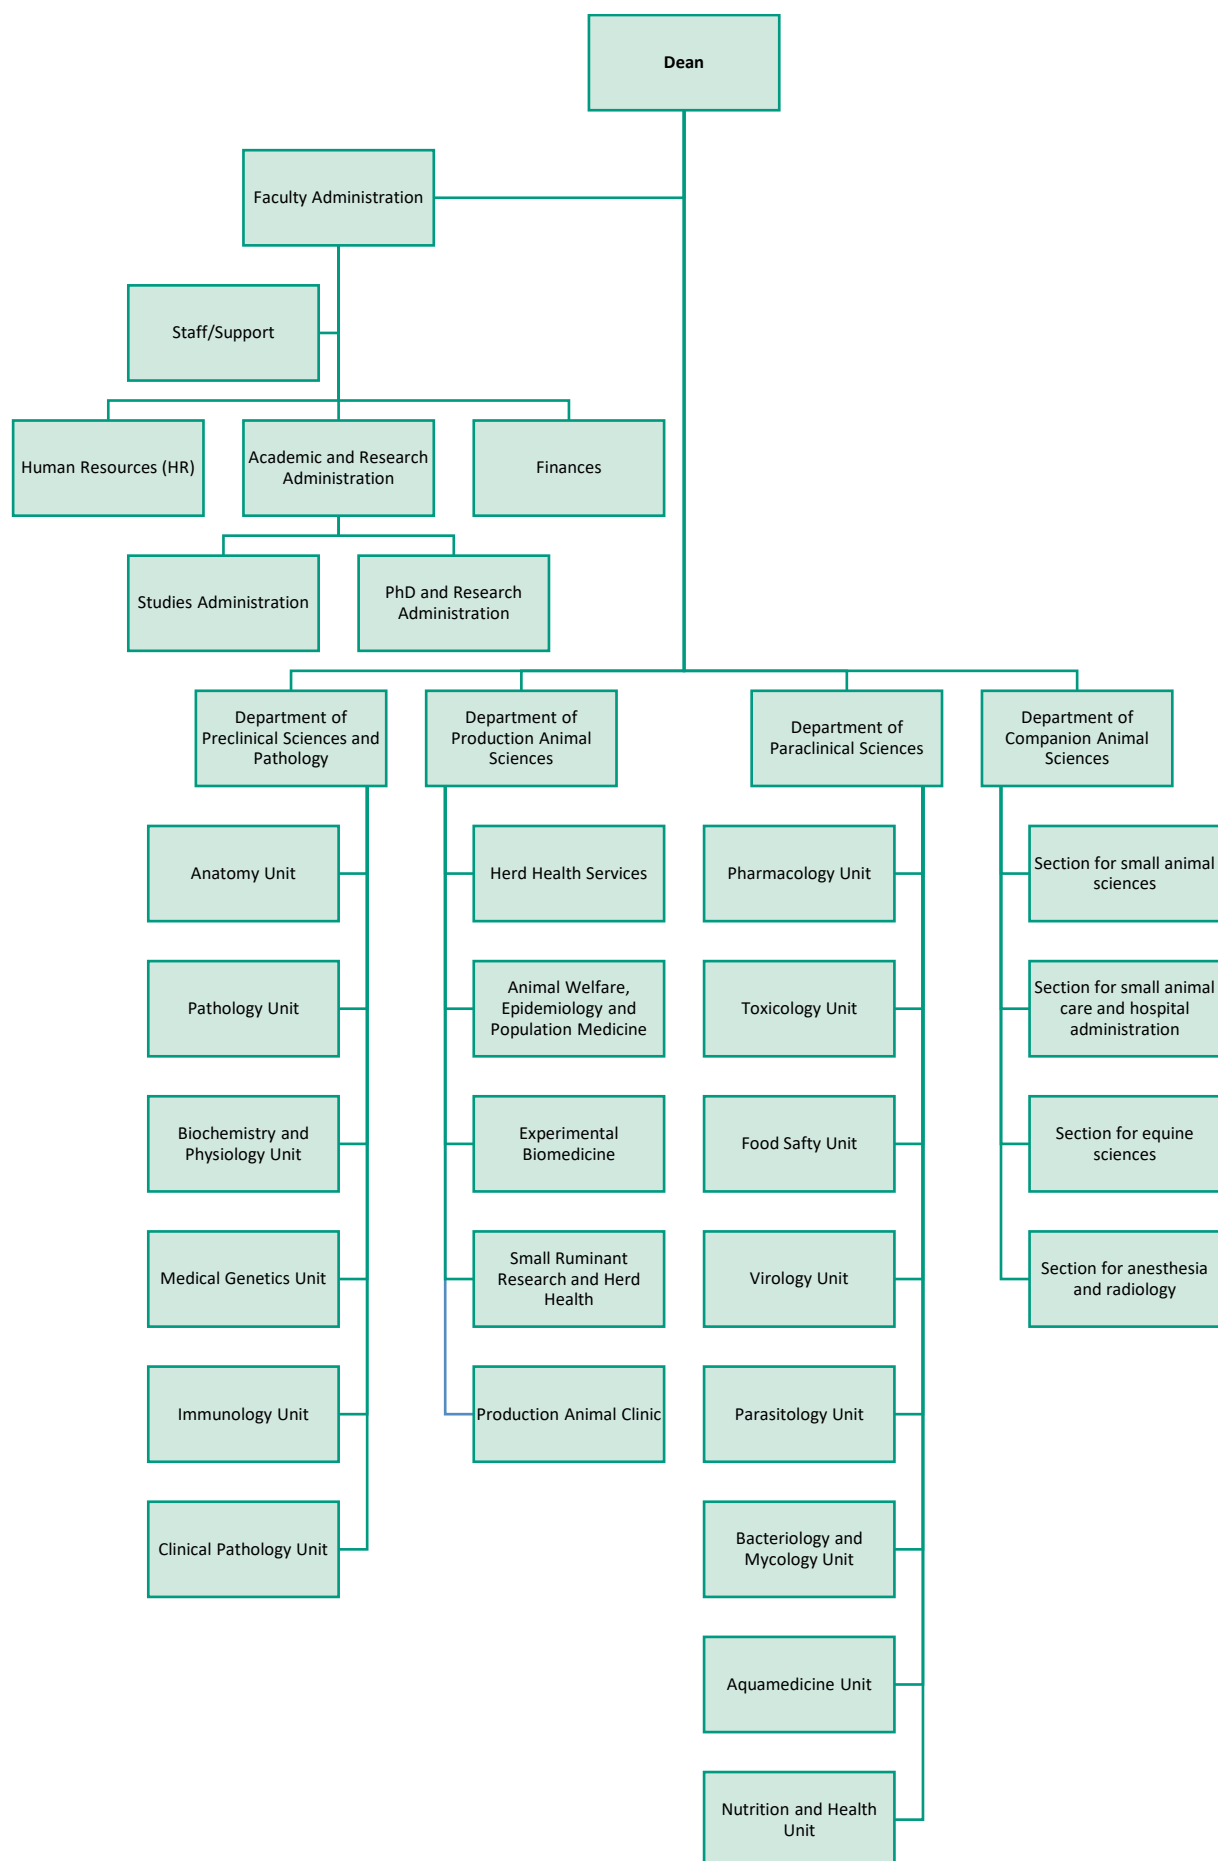 Dean
Faculty Administration
Staff/Support
Human Resources (HR)
Academic and Research
Administration
Finances
Studies Administration
PhD and Research
Administration
Department of
Preclinical Sciences and
Pathology
Department of
Production Animal
Sciences
Department of
Paraclinical Sciences
Department of
Companion Animal
Sciences
Anatomy Unit
Pathology Unit
Biochemistry and
Physiology Unit
Medical Genetics Unit
Immunology Unit
Clinical Pathology Unit
Herd Health Services
Animal Welfare,
Epidemiology and
Population Medicine
Experimental
Biomedicine
Small Ruminant
Research and Herd
Health
Production Animal Clinic
Pharmacology Unit
Toxicology Unit
Food Safty Unit
Virology Unit
Parasitology Unit
Bacteriology and
Mycology Unit
Aquamedicine Unit
Nutrition and Health
Unit
Section for small animal
sciences
Section for small animal
care and hospital
administration
Section for equine
sciences
Section for anesthesia
and radiology